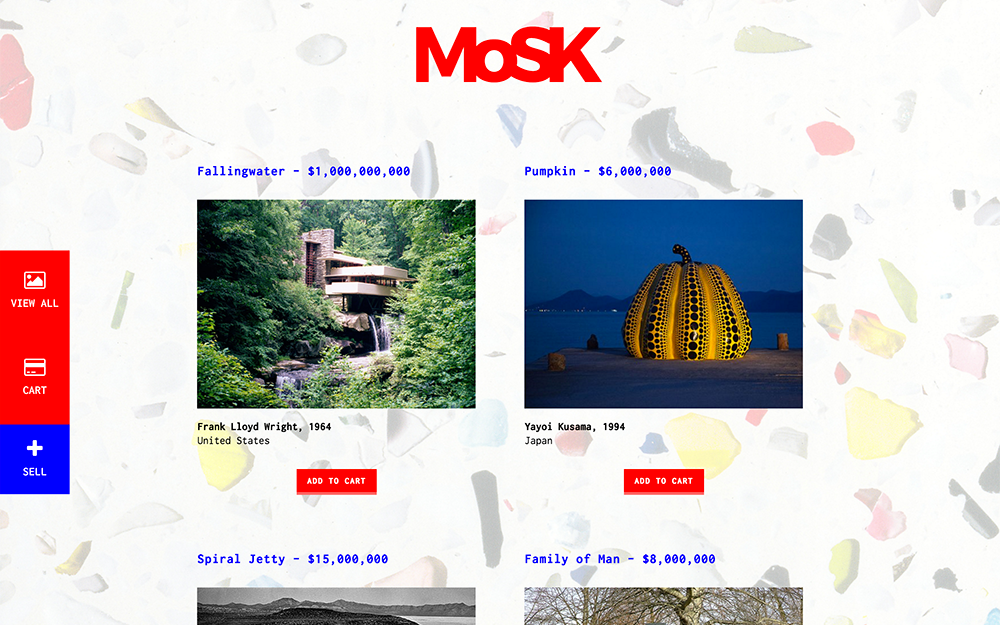 MoSK
Fallingwater – $1,000,000,000
Pumpkin – $6,000,000
VIEW ALL
CART
SELL
Frank Lloyd Wright, 1964
United States
Yayoi Kusama, 1994
Japan
ADD TO CART
ADD TO CART
Spiral Jetty – $15,000,000
Family of Man – $8,000,000